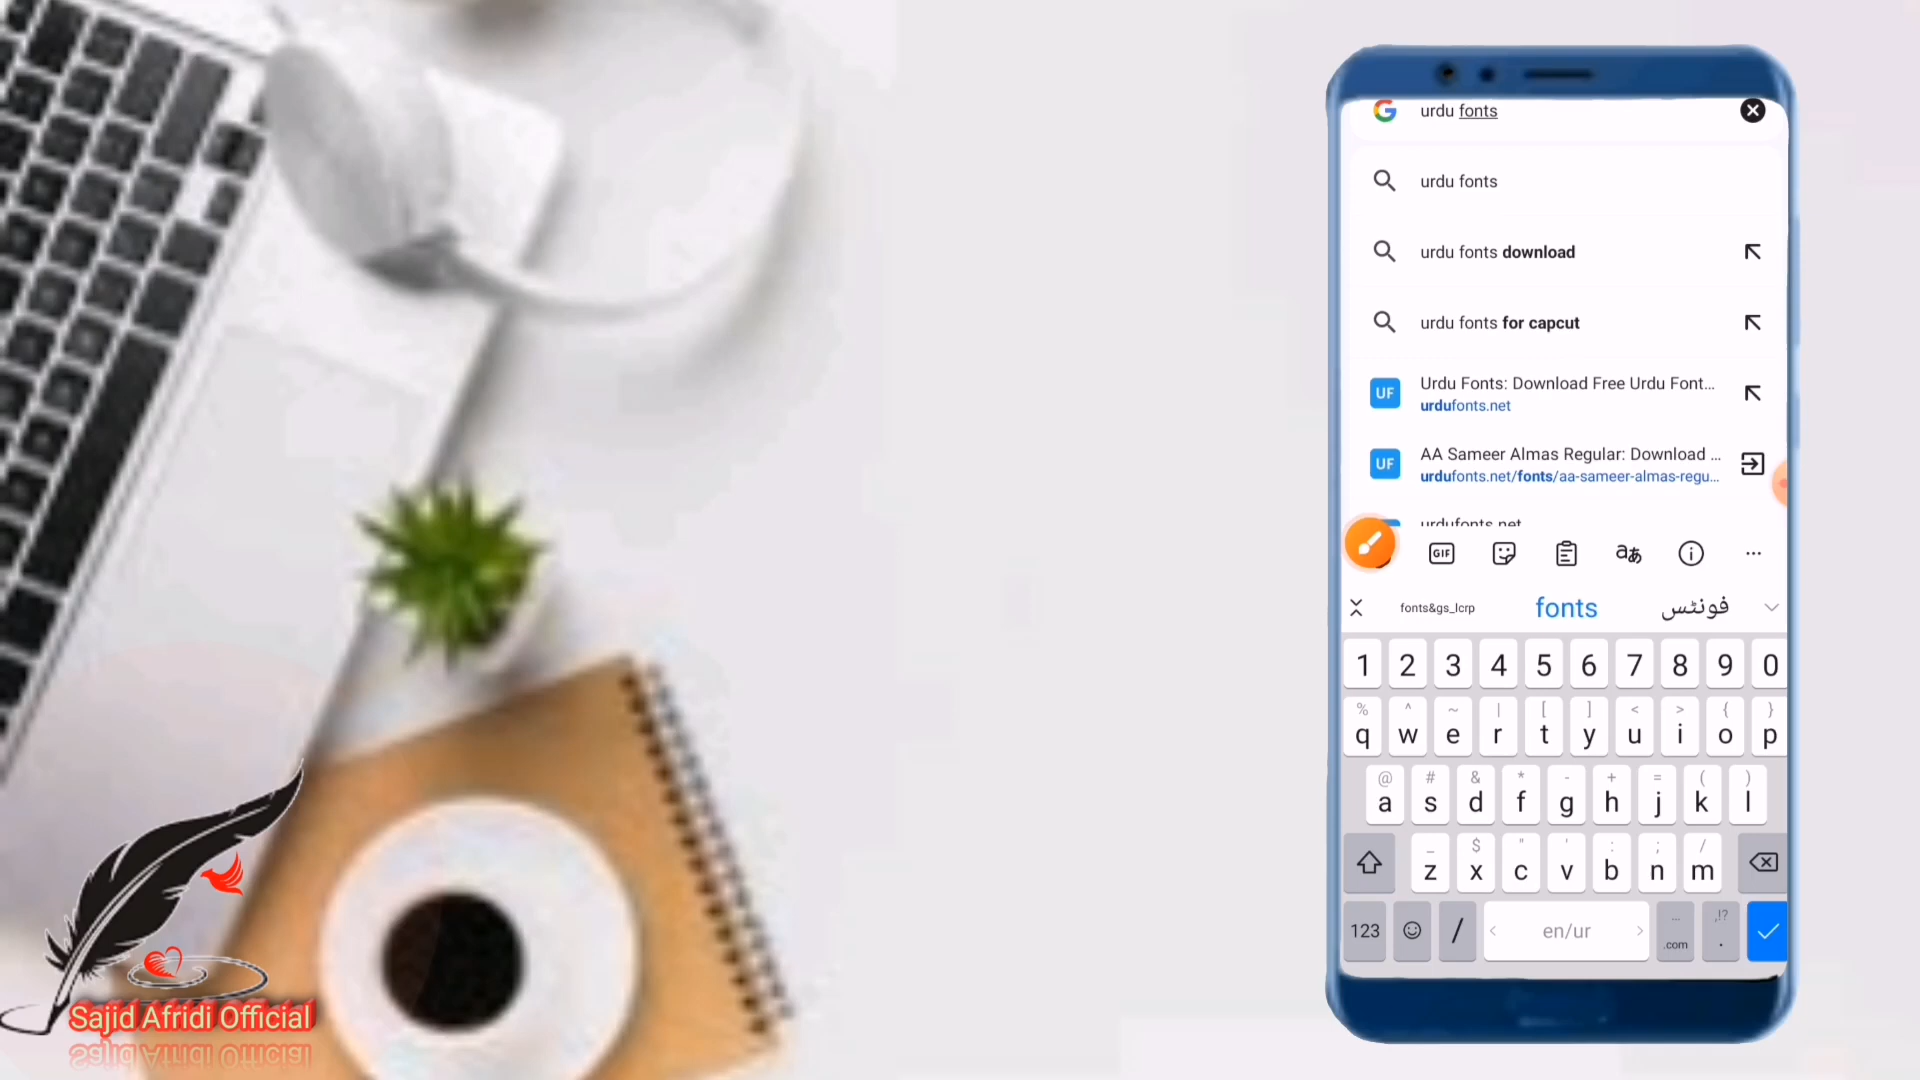 urdu fonts
urdu fonts
urdu fonts download
urdu fonts for capcut
Urdu Fonts: Download Free Urdu Font...
urdufonts.net
UF
AA Sameer Almas Regular: Download ...
urdufonts.net/fonts/aa-sameer-almas-regu...
UF
urdufonts.net
GIF
aあ
fonts&gs_lcrp fonts فونٹس
1 2 3 4 5 6 7 8 9 0
% ^ ~ | [ ] < > { }
q w e r t y u i o p
@ # & * - + = ( )
a s d f g h j k l
_ $ " ' : ; /
z x c v b n m
... ,!?
123 / < en/ur > .com .
Sajid Afridi Official
Sajid Afridi Official